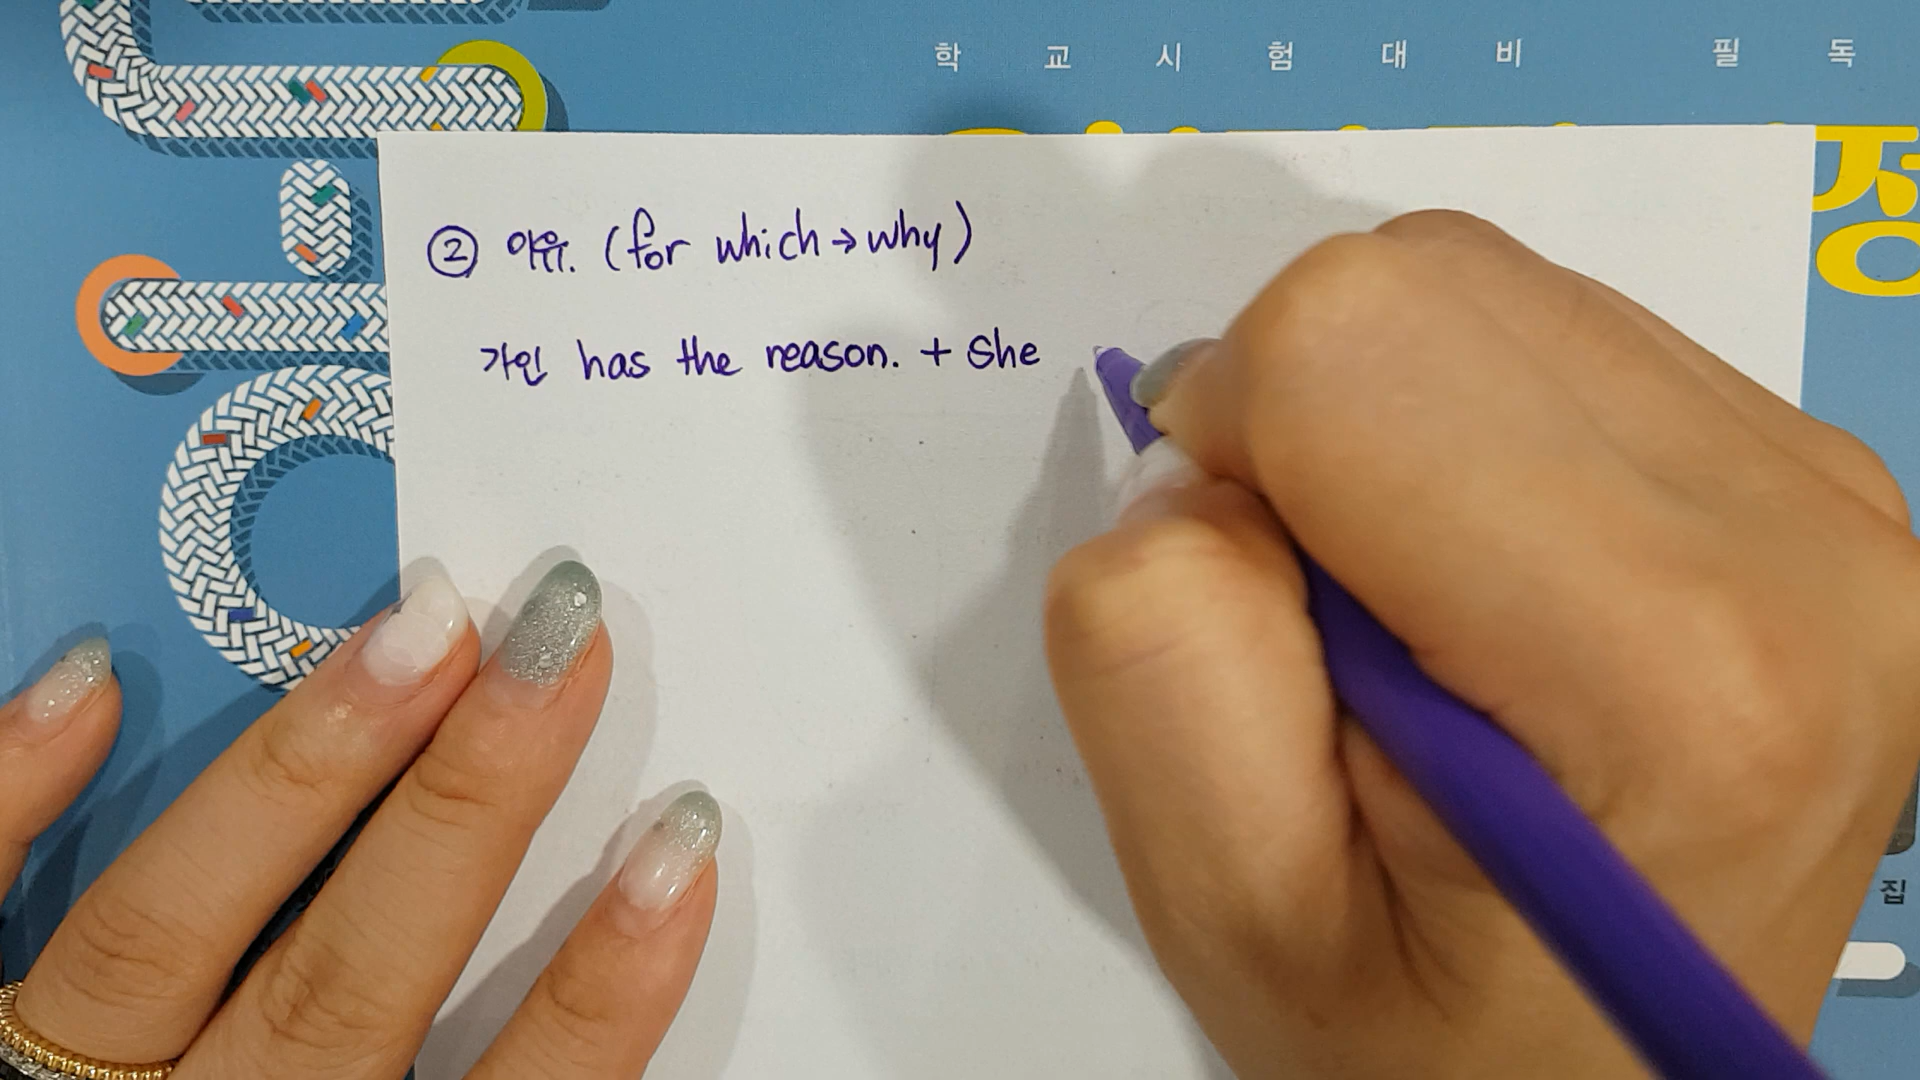 학 교 시 험 대 비 필 독
② 이유. (for which → why)
가인 has the reason. + She
정
집